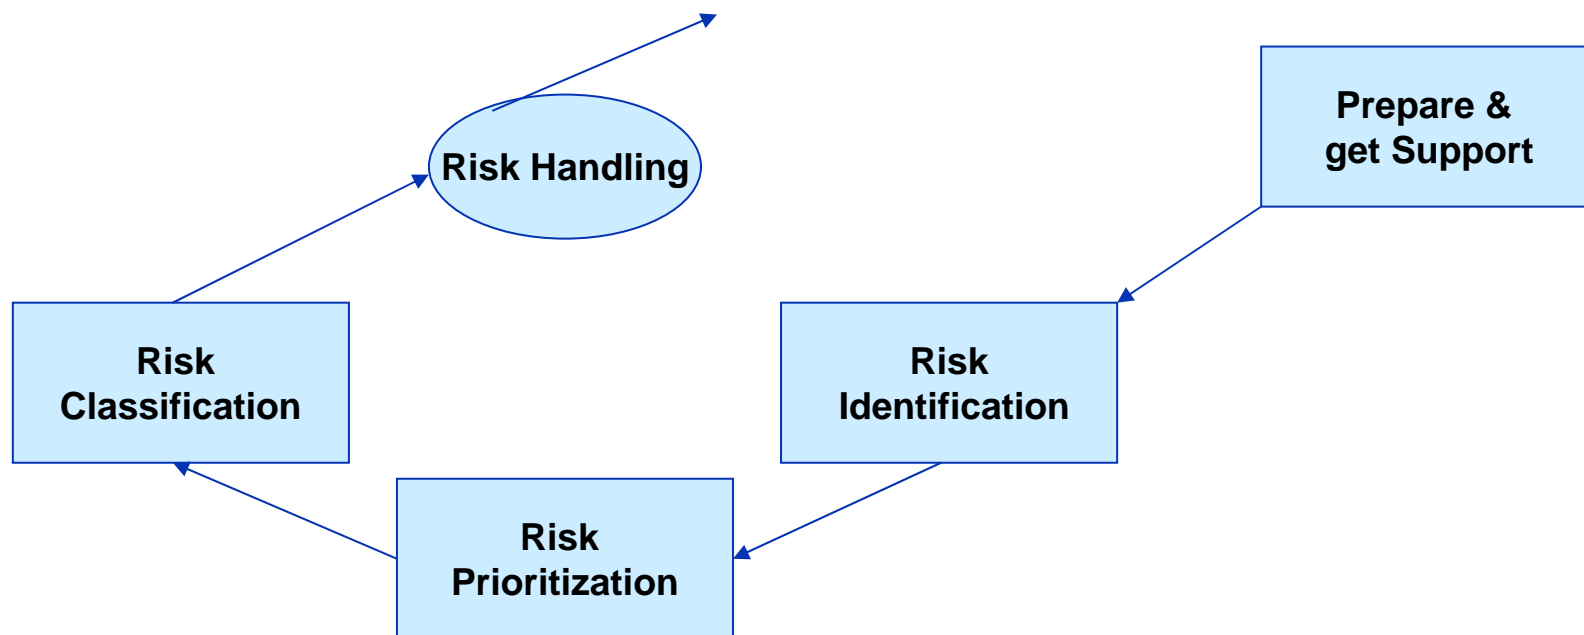 Prepare &
get Support
Risk Handling
Risk
Classification
Risk
Identification
Risk
Prioritization